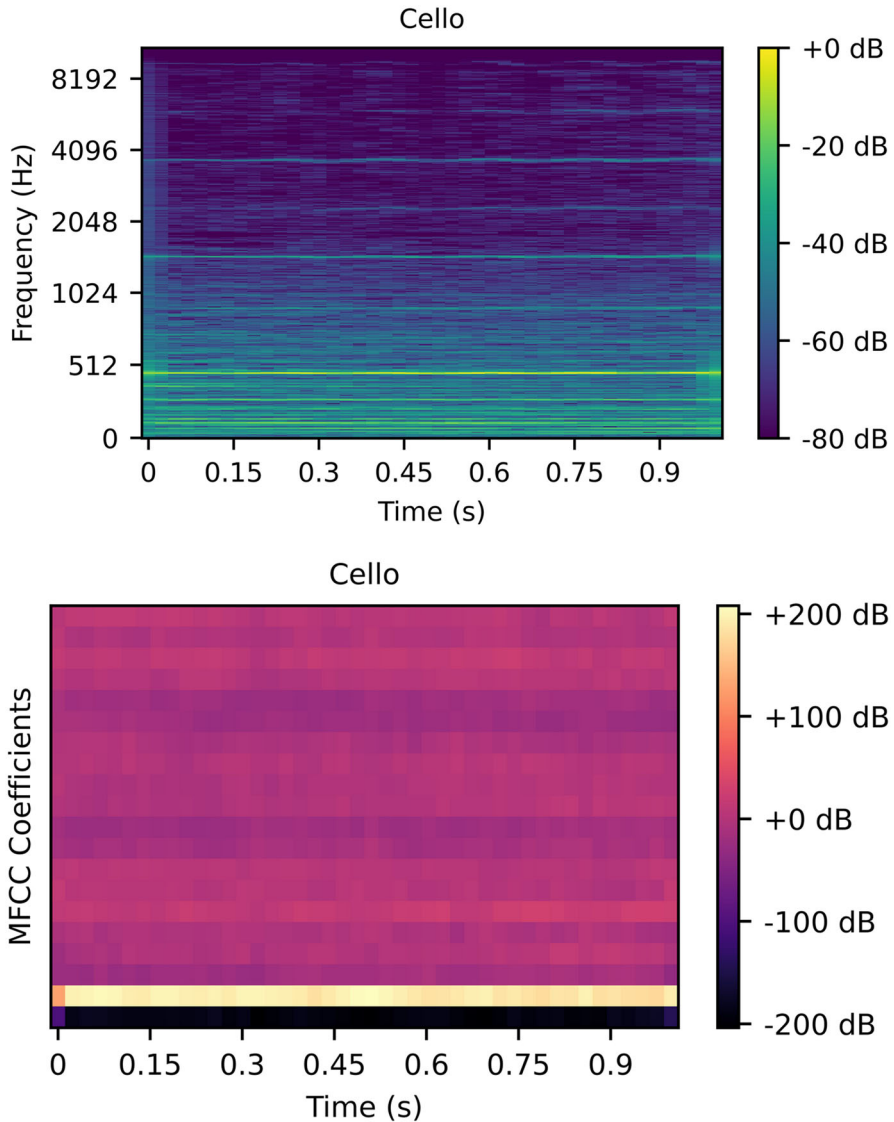 Cello
Frequency (Hz)
8192
4096
2048
1024
512
0
0 0.15 0.3 0.45 0.6 0.75 0.9
Time (s)
+0 dB
-20 dB
-40 dB
-60 dB
-80 dB
Cello
MFCC Coefficients
0 0.15 0.3 0.45 0.6 0.75 0.9
Time (s)
+200 dB
+100 dB
+0 dB
-100 dB
-200 dB